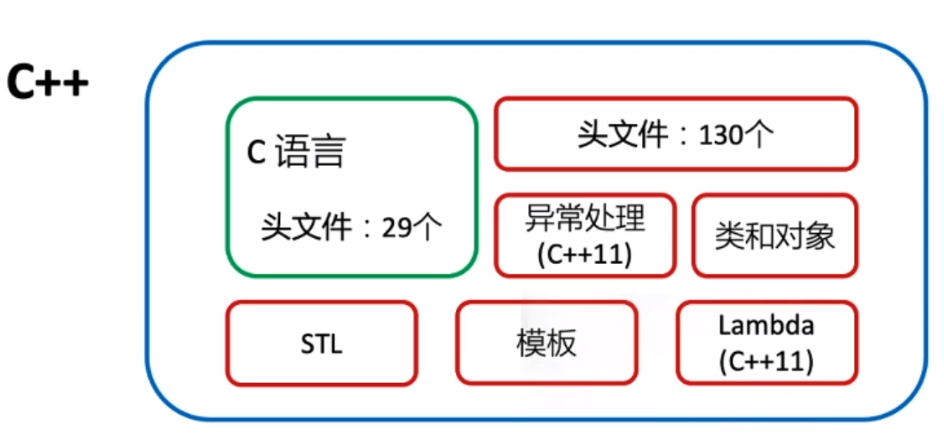 C++
C 语言
头文件：29个
头文件：130个
异常处理
(C++11)
类和对象
STL
模板
Lambda
(C++11)